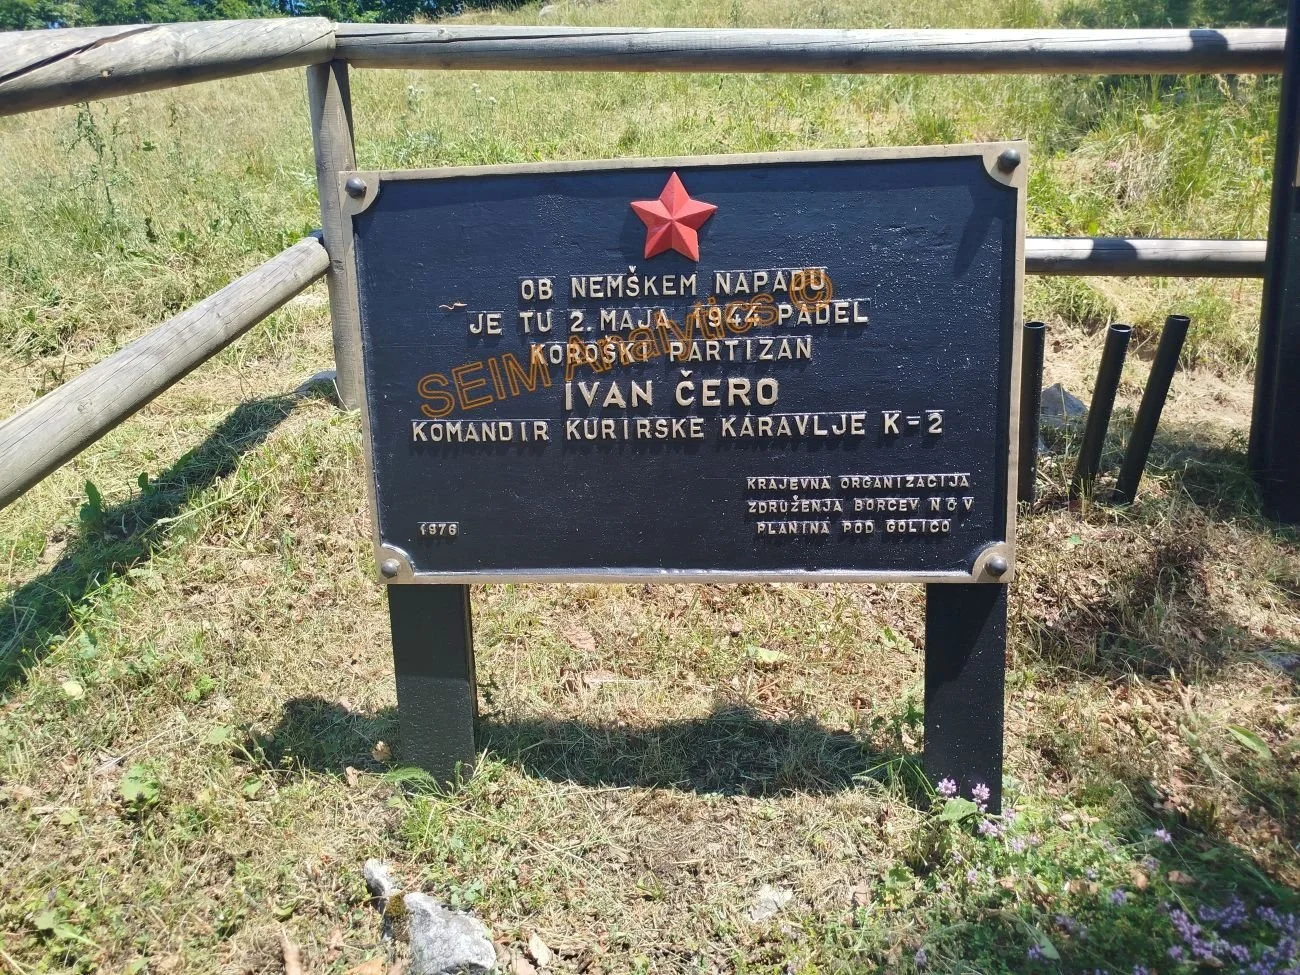 OB NEMŠKEM NAPADU
JE TU 2. MAJA 1944 PADEL
KOROŠKI PARTIZAN
IVAN ČERO
KOMANDIR KURIRSKE KARAVLJE K-2
KRAJEVNA ORGANIZACIJA
ZDRUŽENJA BORCEV NOV
PLANINA POD GOLICO
1976
SEIM Analytics ©